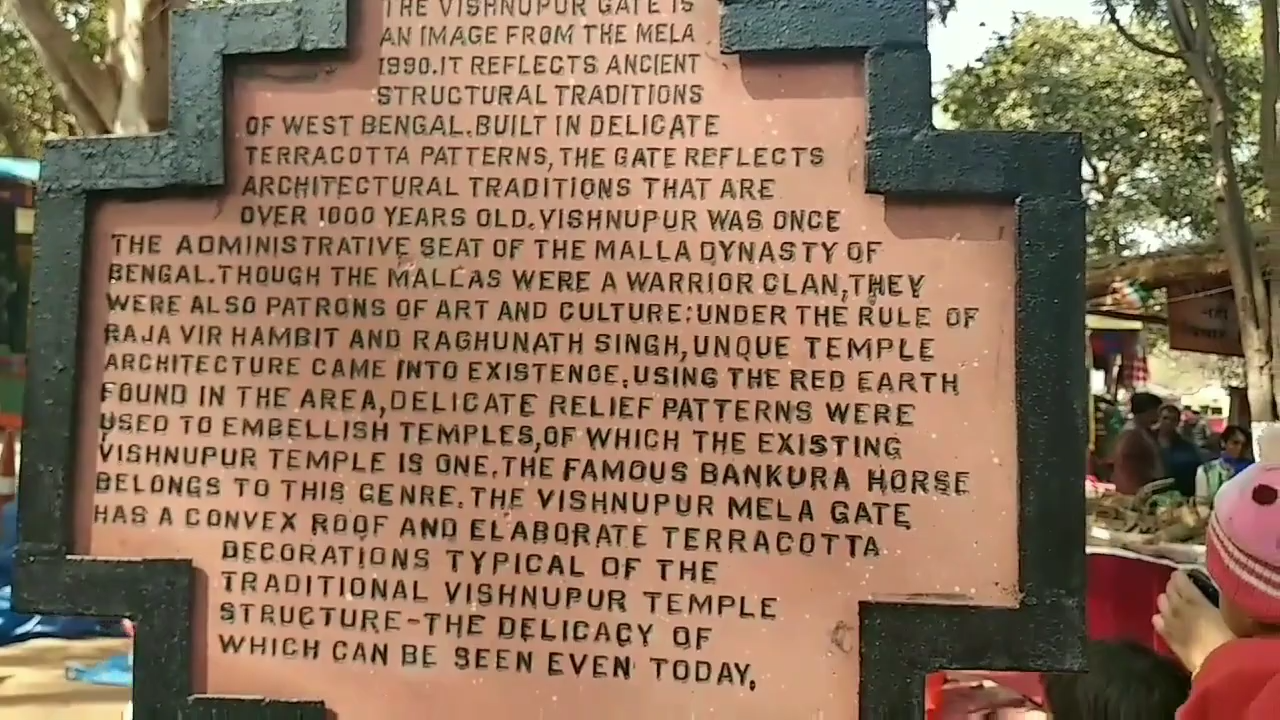 THE VISHNUPUR GATE IS
AN IMAGE FROM THE MELA
1990.IT REFLECTS ANCIENT
STRUCTURAL TRADITIONS
OF WEST BENGAL.BUILT IN DELICATE
TERRACOTTA PATTERNS, THE GATE REFLECTS
ARCHITECTURAL TRADITIONS THAT ARE
OVER 1000 YEARS OLD.VISHNUPUR WAS ONCE
THE ADMINISTRATIVE SEAT OF THE MALLA DYNASTY OF
BENGAL.THOUGH THE MALLAS WERE A WARRIOR CLAN,THEY
WERE ALSO PATRONS OF ART AND CULTURE:UNDER THE RULE OF
RAJA VIR HAMBIT AND RAGHUNATH SINGH,UNQUE TEMPLE
ARCHITECTURE CAME INTO EXISTENCE,USING THE RED EARTH
FOUND IN THE AREA,DELICATE RELIEF PATTERNS WERE
USED TO EMBELLISH TEMPLES,OF WHICH THE EXISTING
VISHNUPUR TEMPLE IS ONE.THE FAMOUS BANKURA HORSE
BELONGS TO THIS GENRE.THE VISHNUPUR MELA GATE
HAS A CONVEX ROOF AND ELABORATE TERRACOTTA
DECORATIONS TYPICAL OF THE
TRADITIONAL VISHNUPUR TEMPLE
STRUCTURE-THE DELICACY OF
WHICH CAN BE SEEN EVEN TODAY.